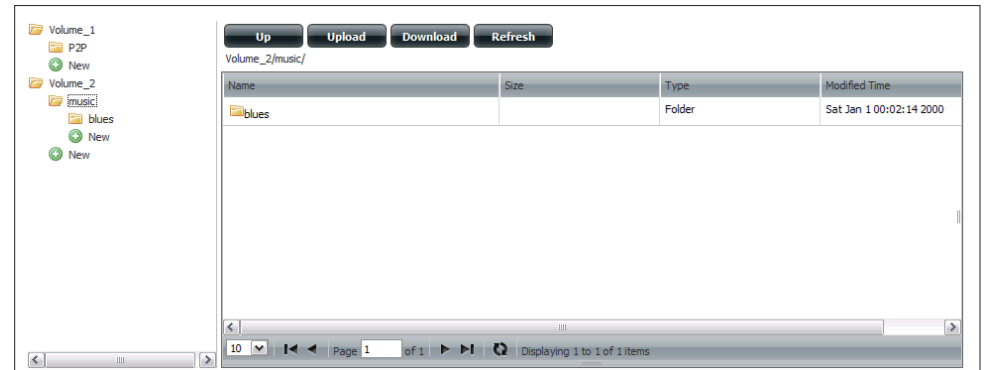 Volume_1
P2P
New
Volume_2
music
blues
New
New
Up Upload Download Refresh
Volume_2/music/
Name Size Type Modified Time
blues Folder Sat Jan 1 00:02:14 2000
10 Page 1 of 1 Displaying 1 to 1 of 1 items